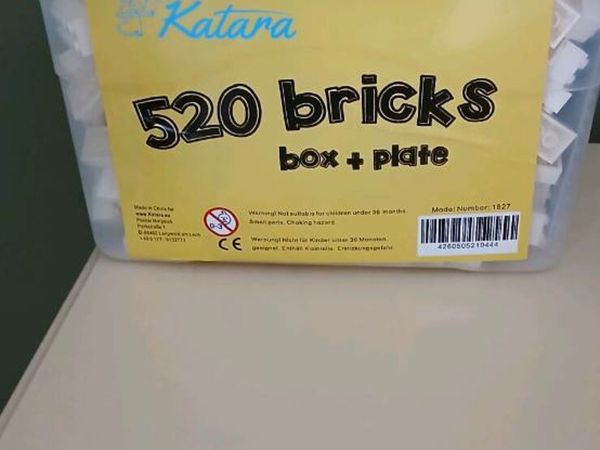 Katara
520 bricks
box + plate
Made in China for
www.Katara.eu
0-3
CE
Warning! Not suitable for children under 36 months.
Small parts. Choking hazard.
Warnung! Nicht für Kinder unter 36 Monaten
geeignet. Enthält Kleinteile. Erstickungsgefahr.
Model Number: 1827
4260505219444